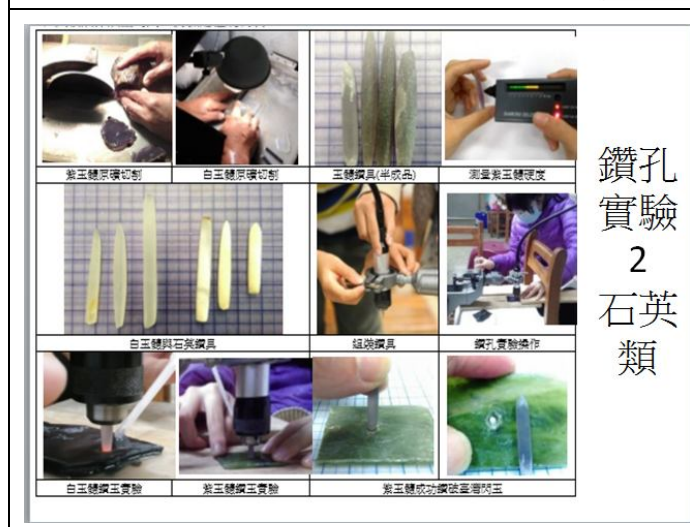 紫玉髓原礦切割
白玉髓原礦切割
玉髓鑽具(半成品)
測量紫玉髓硬度
白玉髓與石英鑽具
組裝鑽具
鑽孔實驗操作
白玉髓鑽玉實驗
紫玉髓鑽玉實驗
紫玉髓成功鑽破臺灣閃玉
鑽孔
實驗
2
石英
類